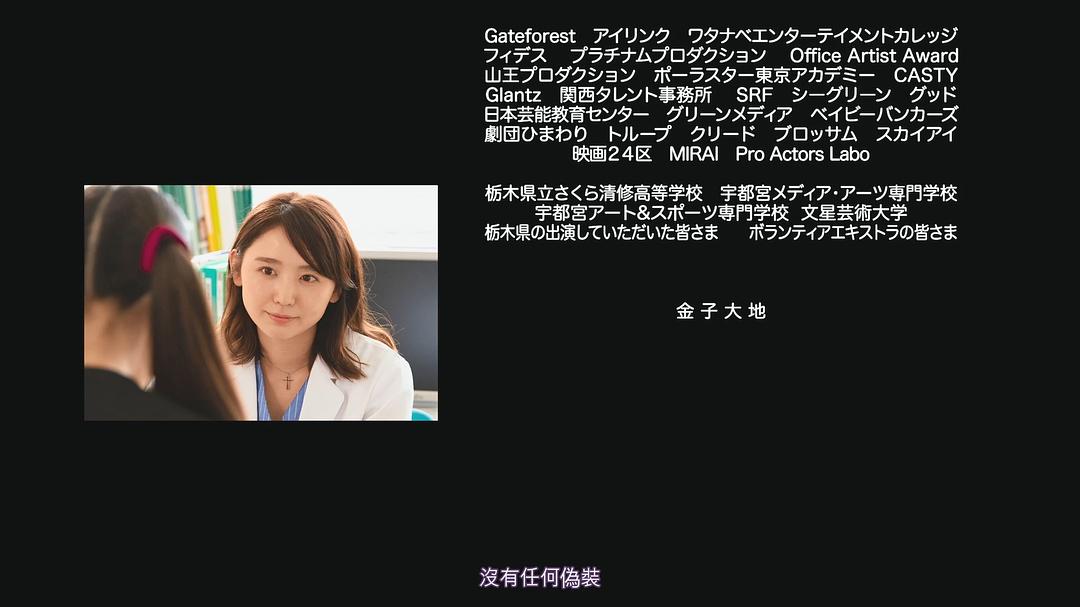 Gateforest　アイリンク　ワタナベエンターテイメントカレッジ
フィデス　プラチナムプロダクション　Office Artist Award
山王プロダクション　ポーラスター東京アカデミー　CASTY
Glantz　関西タレント事務所　SRF　シーグリーン　グッド
日本芸能教育センター　グリーンメディア　ベイビーバンカーズ
劇団ひまわり　トループ　クリード　ブロッサム　スカイアイ
映画24区　MIRAI　Pro Actors Labo
栃木県立さくら清修高等学校　宇都宮メディア・アーツ専門学校
宇都宮アート&スポーツ専門学校　文星芸術大学
栃木県の出演していただいた皆さま　ボランティアエキストラの皆さま
金子大地
沒有任何偽裝